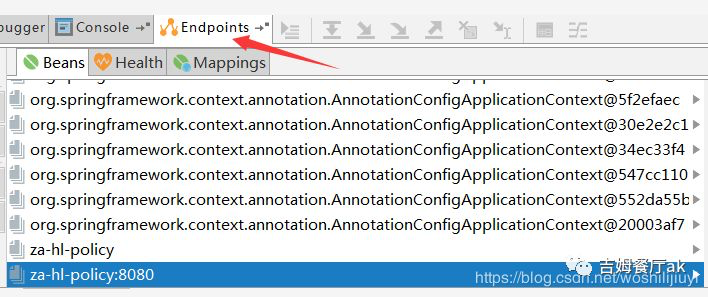 bugger Console Endpoints
Beans Health Mappings
org.springframework.context.annotation.AnnotationConfigApplicationContext@5f2efaec
org.springframework.context.annotation.AnnotationConfigApplicationContext@30e2e2c1
org.springframework.context.annotation.AnnotationConfigApplicationContext@34ec33f4
org.springframework.context.annotation.AnnotationConfigApplicationContext@547cc110
org.springframework.context.annotation.AnnotationConfigApplicationContext@552da55b
org.springframework.context.annotation.AnnotationConfigApplicationContext@20003af7
za-hl-policy
吉姆餐厅ak
za-hl-policy:8080
https://blog.csdn.net/woshilijiuyi